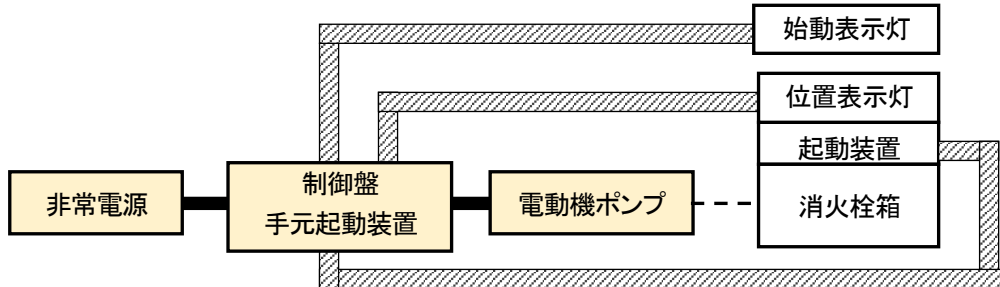 始動表示灯
位置表示灯
起動装置
消火栓箱
非常電源
制御盤
手元起動装置
電動機ポンプ